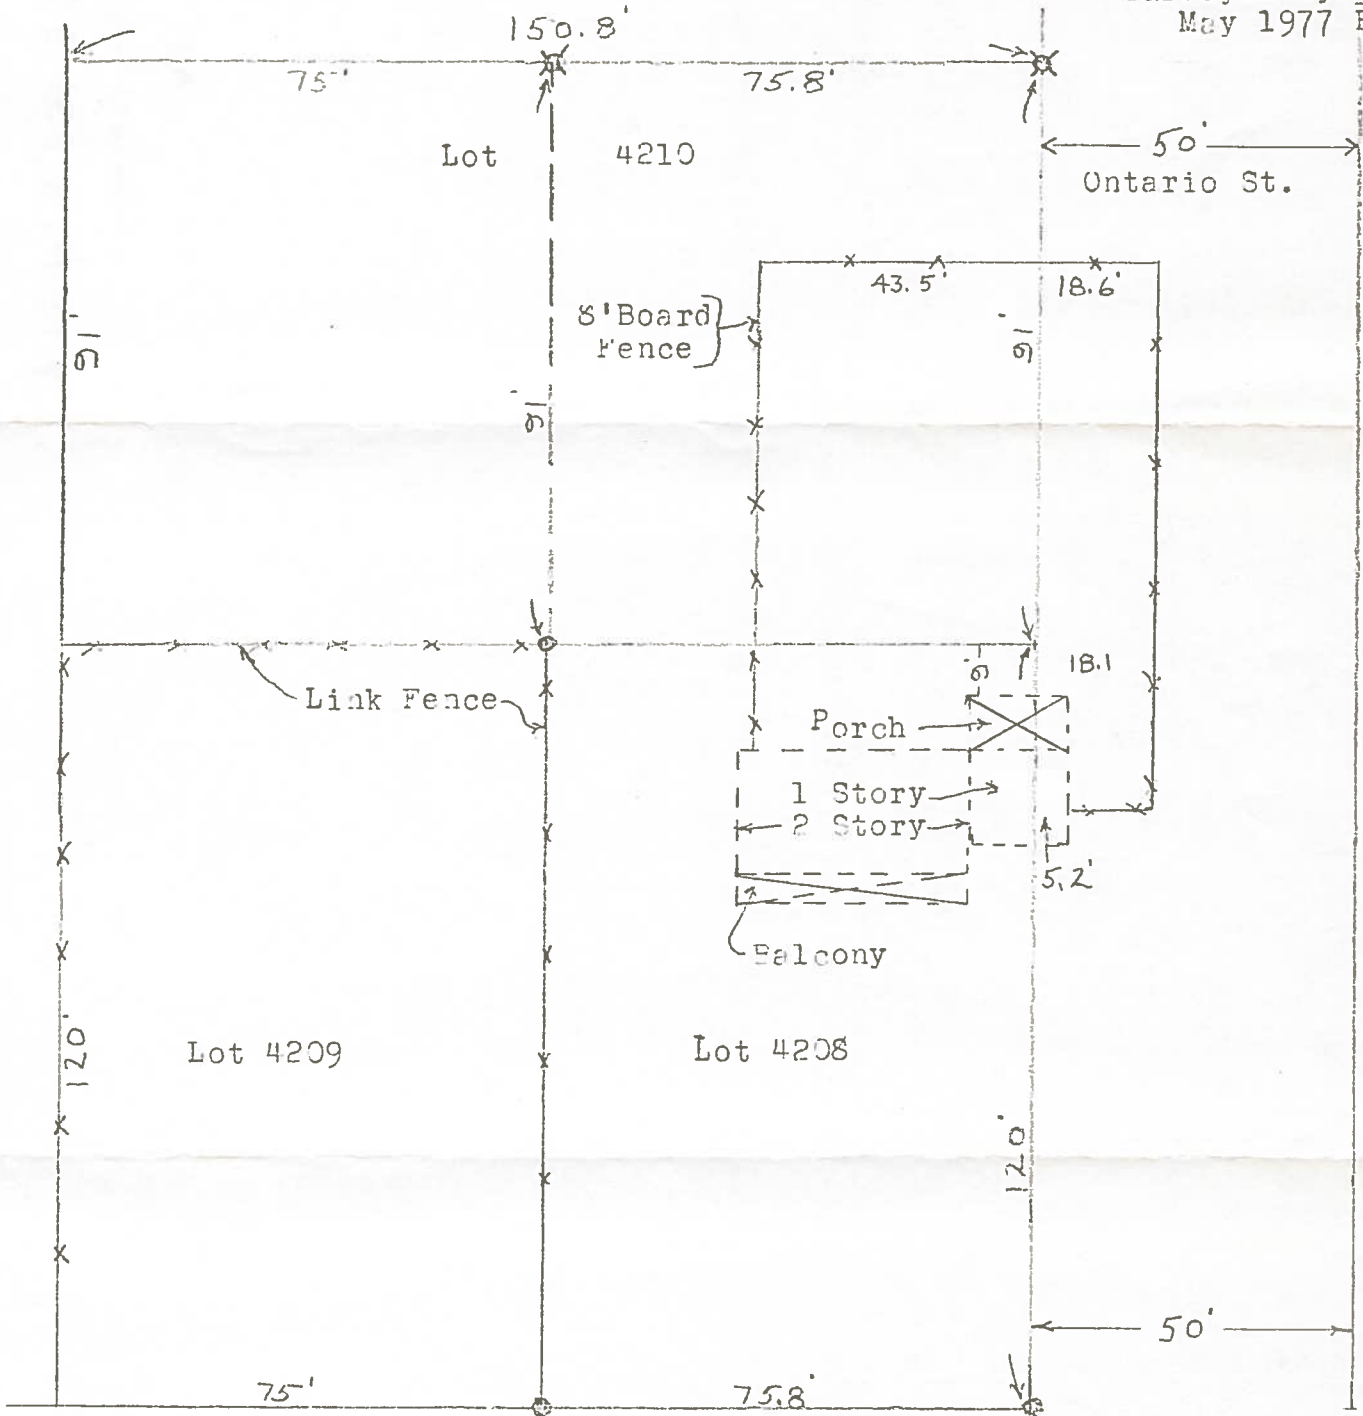 May 1977
150.8'
75'
75.8'
Lot 4210
50'
Ontario St.
43.5'
18.6'
8' Board
Fence
91'
91'
91'
9'
18.1
Link Fence
Porch
1 Story
2 Story
5.2'
Balcony
120'
Lot 4209
Lot 4208
120'
50'
75'
75.8'